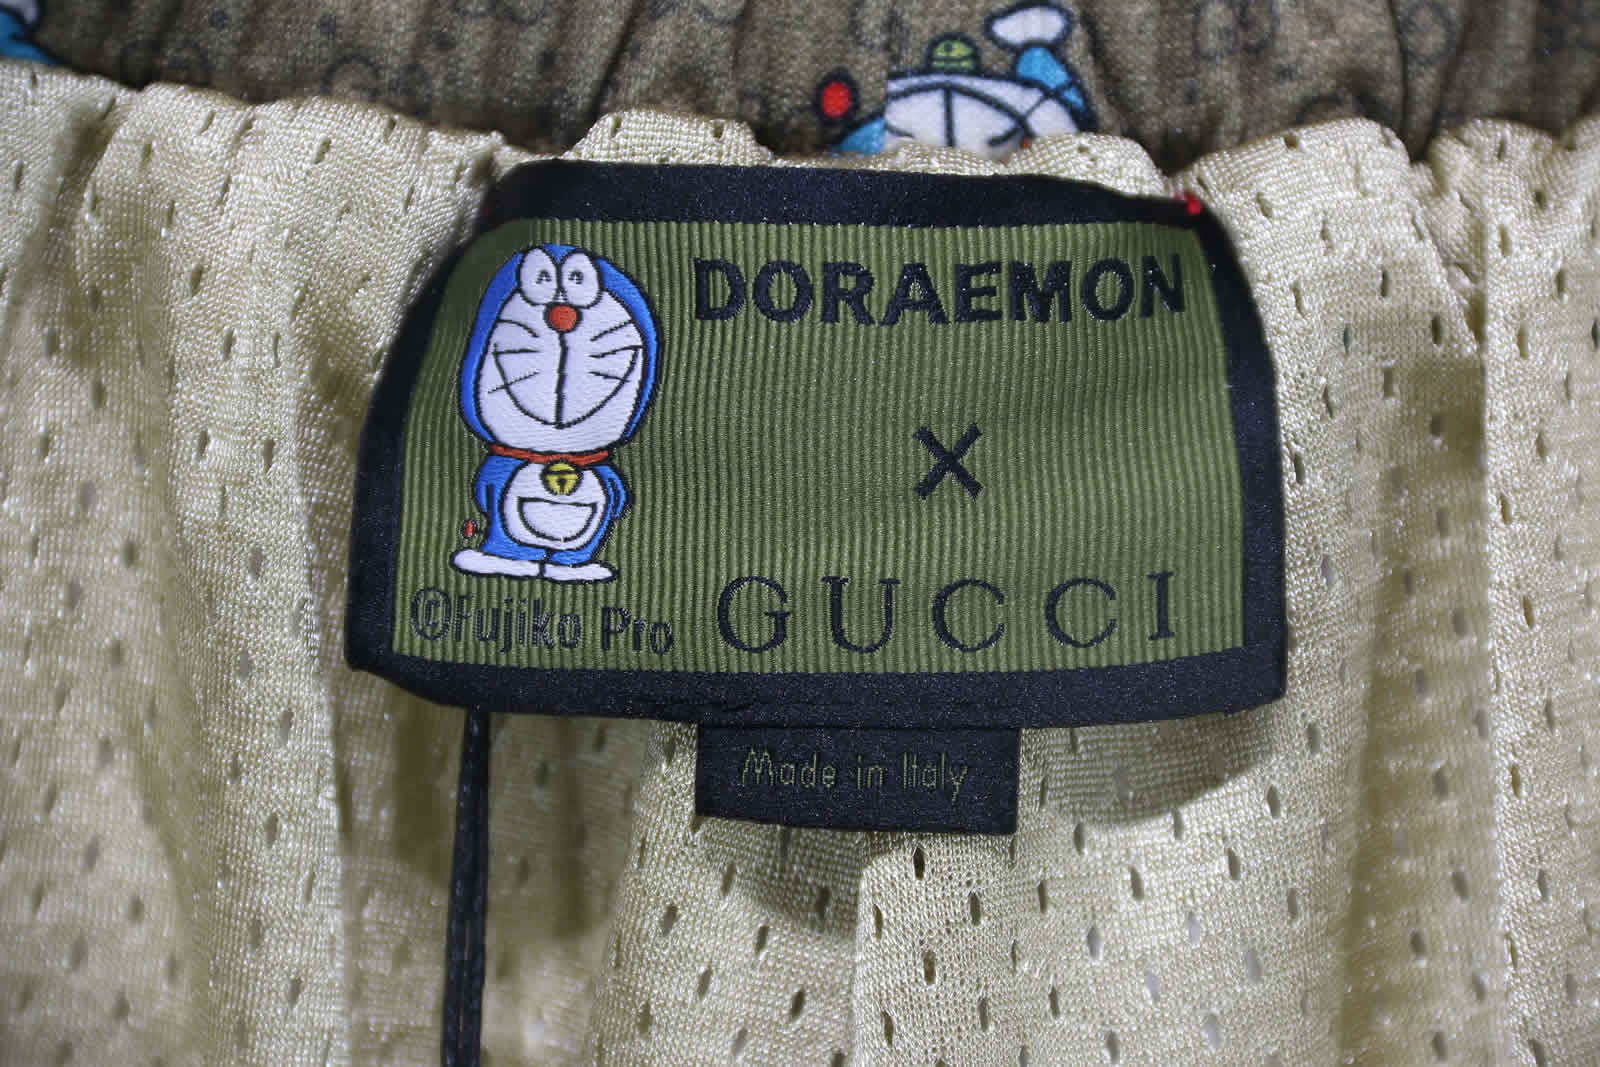 DORAEMON
×
GUCCI
©Fujiko Pro
Made in Italy